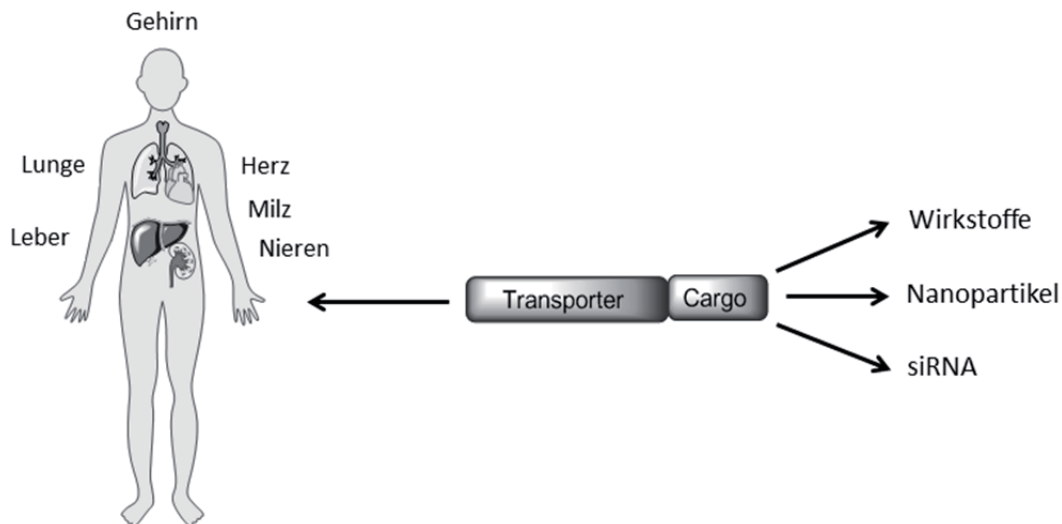 Gehirn
Lunge
Herz
Milz
Leber
Nieren
Transporter
Cargo
Wirkstoffe
Nanopartikel
siRNA